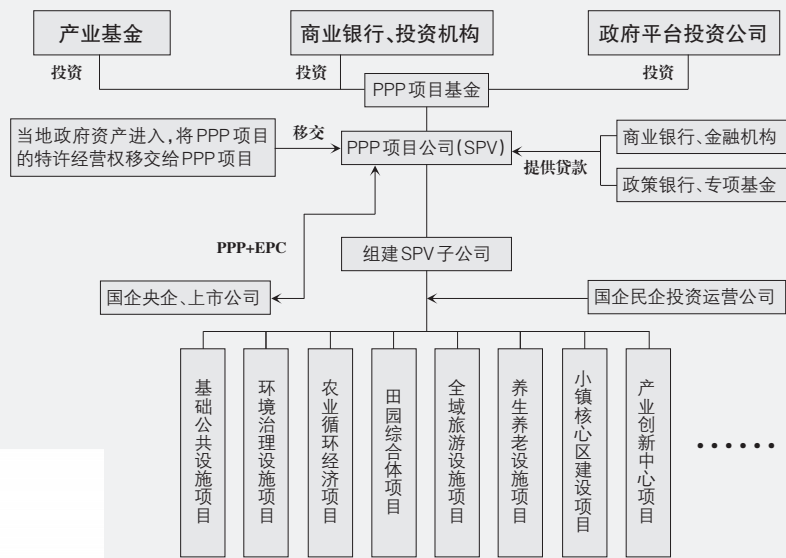 产业基金
商业银行、投资机构
政府平台投资公司
投资
投资
投资
PPP项目基金
当地政府资产进入,将PPP项目
的特许经营权移交给PPP项目
移交
PPP项目公司(SPV)
提供贷款
商业银行、金融机构
政策银行、专项基金
PPP+EPC
组建SPV子公司
国企央企、上市公司
国企民企投资运营公司
基础公共设施项目
环境治理设施项目
农业循环经济项目
田园综合体项目
全域旅游设施项目
养生养老设施项目
小镇核心区建设项目
产业创新中心项目
······